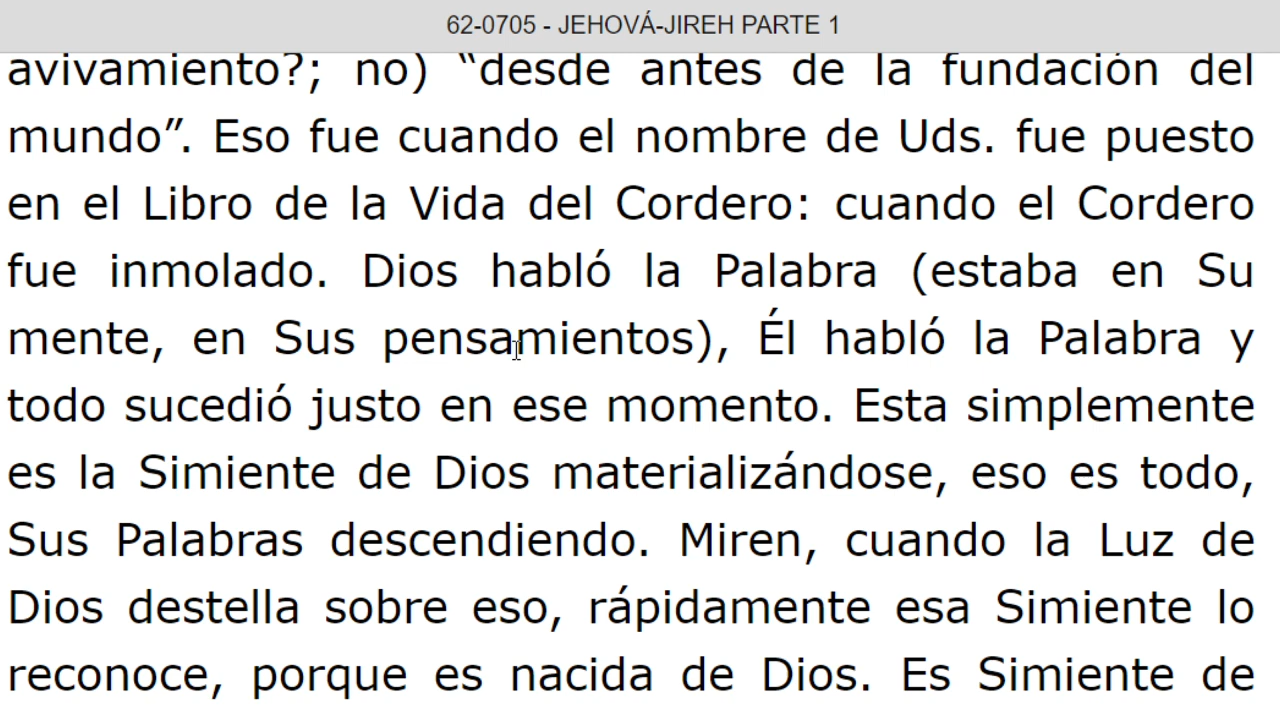 62-0705 - JEHOVÁ-JIREH PARTE 1
avivamiento?; no) “desde antes de la fundación del
mundo”. Eso fue cuando el nombre de Uds. fue puesto
en el Libro de la Vida del Cordero: cuando el Cordero
fue inmolado. Dios habló la Palabra (estaba en Su
mente, en Sus pensamientos), Él habló la Palabra y
todo sucedió justo en ese momento. Esta simplemente
es la Simiente de Dios materializándose, eso es todo,
Sus Palabras descendiendo. Miren, cuando la Luz de
Dios destella sobre eso, rápidamente esa Simiente lo
reconoce, porque es nacida de Dios. Es Simiente de